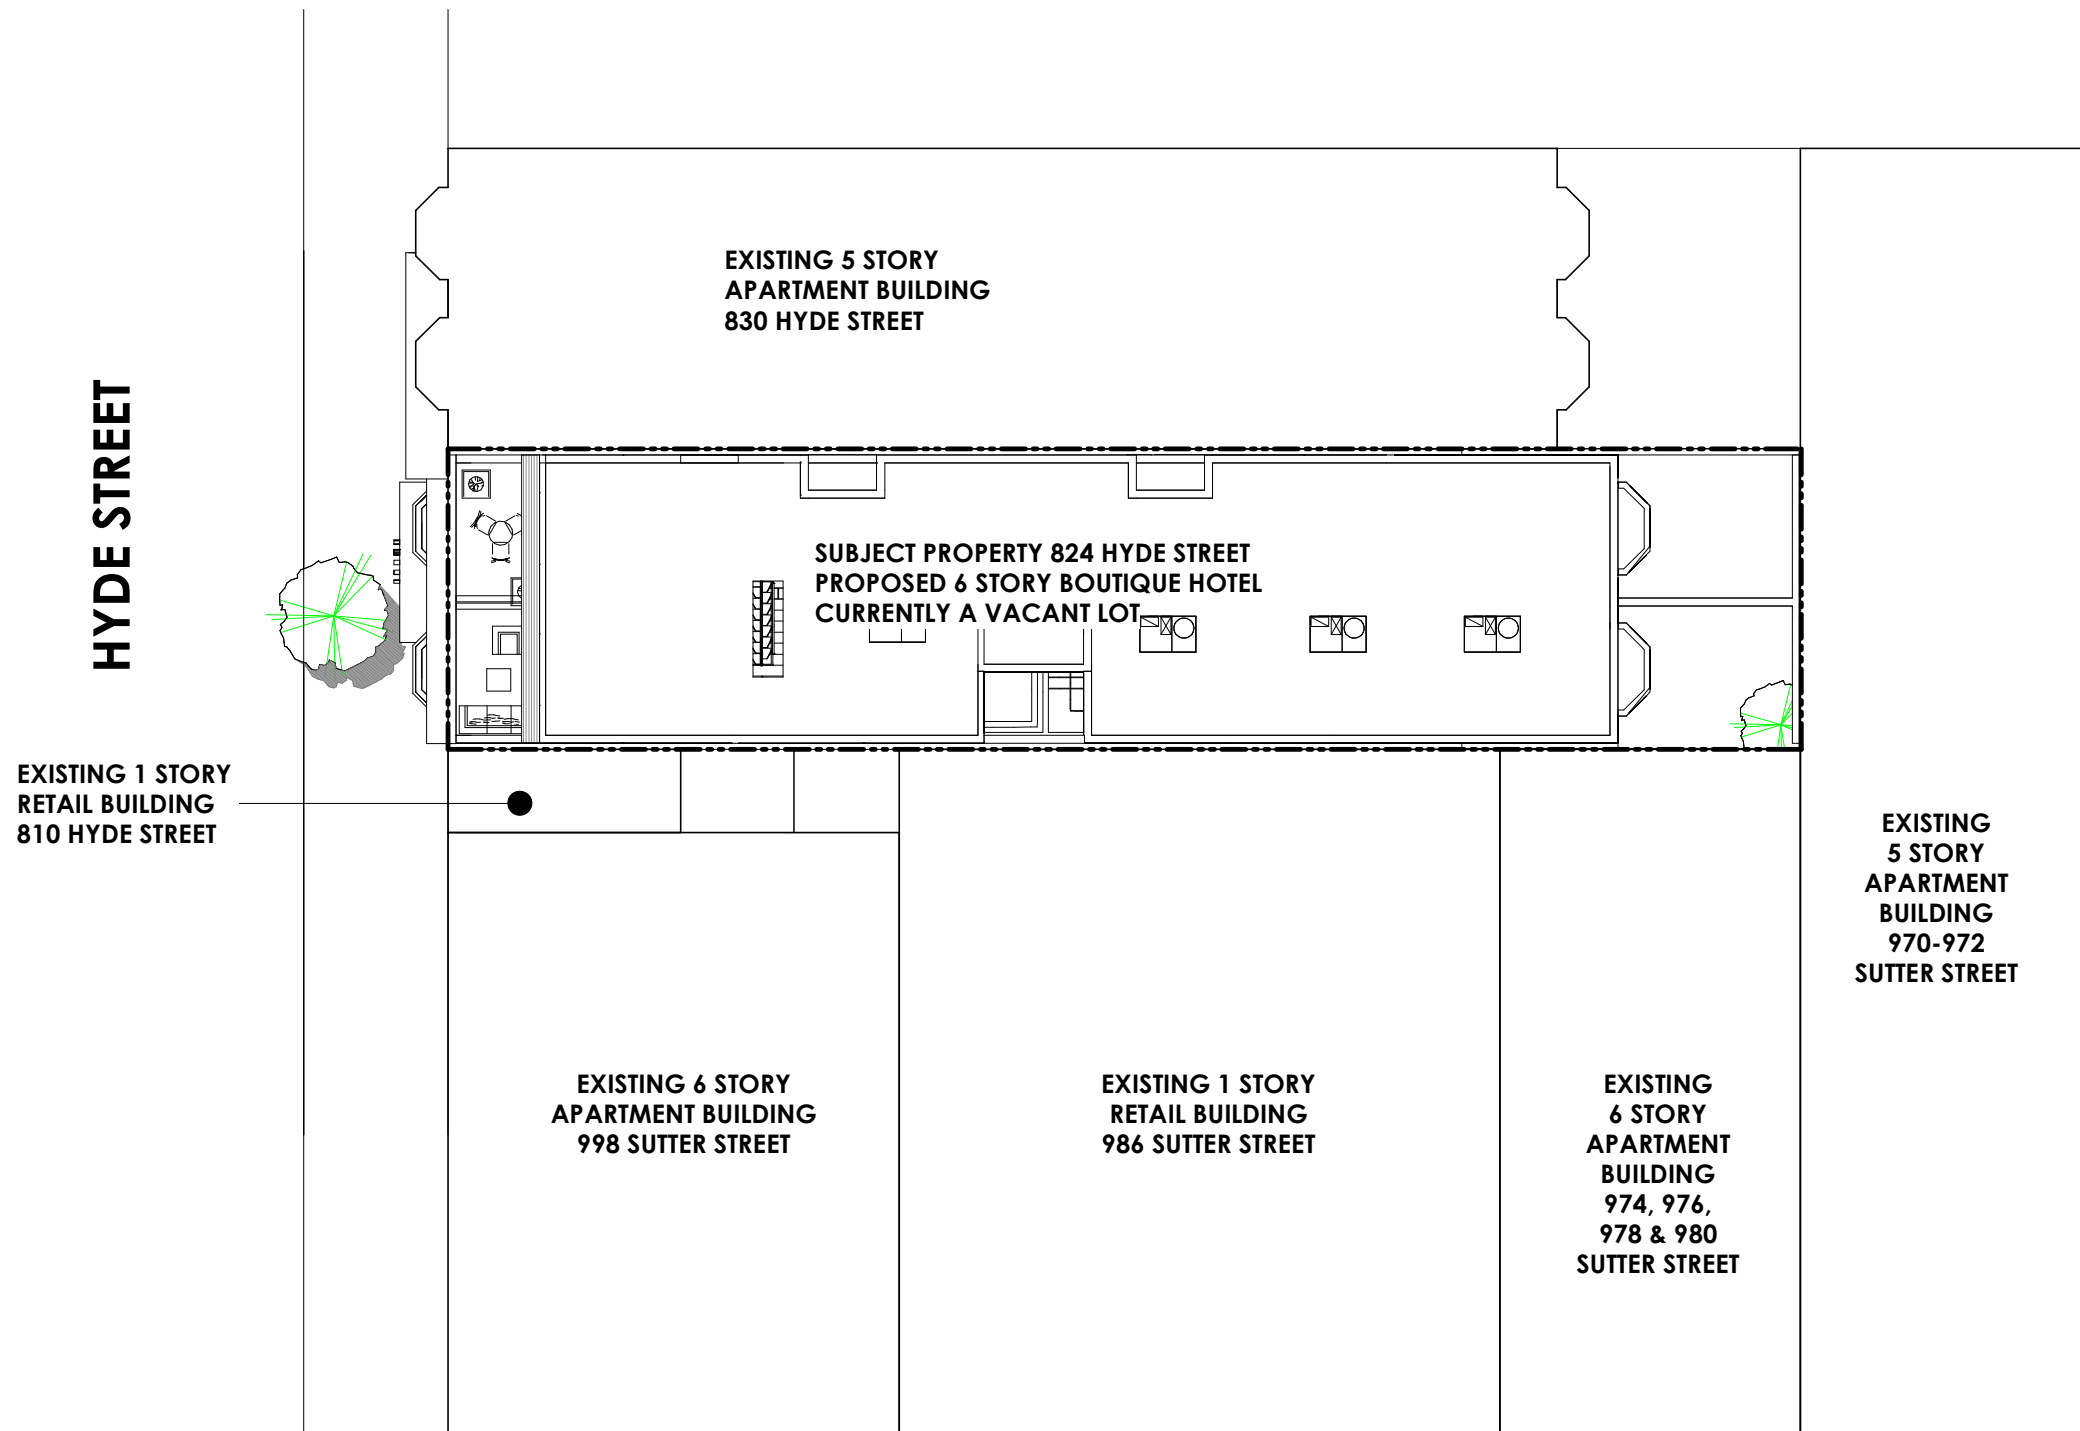 EXISTING 5 STORY
APARTMENT BUILDING
830 HYDE STREET
HYDE STREET
SUBJECT PROPERTY 824 HYDE STREET
PROPOSED 6 STORY BOUTIQUE HOTEL
CURRENTLY A VACANT LOT
EXISTING 1 STORY
RETAIL BUILDING
810 HYDE STREET
EXISTING
5 STORY
APARTMENT
BUILDING
970-972
SUTTER STREET
EXISTING 6 STORY
APARTMENT BUILDING
998 SUTTER STREET
EXISTING 1 STORY
RETAIL BUILDING
986 SUTTER STREET
EXISTING
6 STORY
APARTMENT
BUILDING
974, 976,
978 & 980
SUTTER STREET